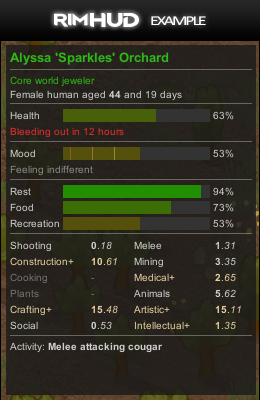 RIMHUD EXAMPLE
Alyssa 'Sparkles' Orchard
Core world jeweler
Female human aged 44 and 19 days
Health 63%
Bleeding out in 12 hours
Mood 53%
Feeling indifferent
Rest 94%
Food 73%
Recreation 53%
Shooting 0.18 Melee 1.31
Construction+ 10.61 Mining 3.35
Cooking - Medical+ 2.65
Plants - Animals 5.62
Crafting+ 15.48 Artistic+ 15.11
Social 0.53 Intellectual+ 1.35
Activity: Melee attacking cougar